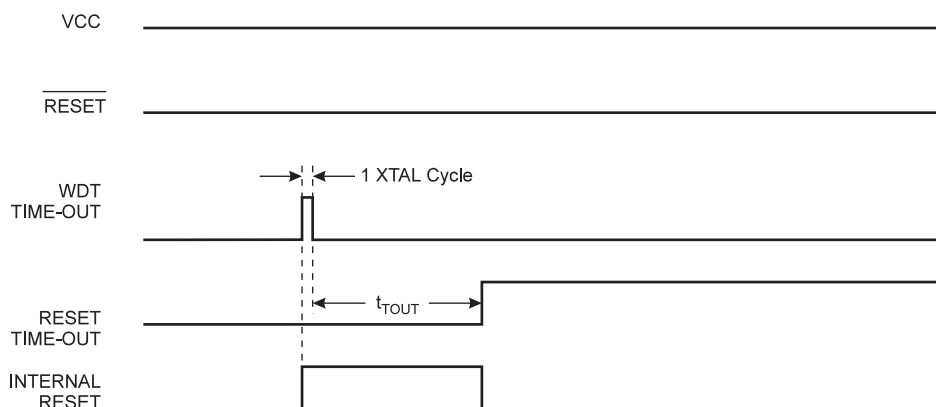 VCC
RESET
1 XTAL Cycle
WDT
TIME-OUT
tTOUT
RESET
TIME-OUT
INTERNAL
RESET